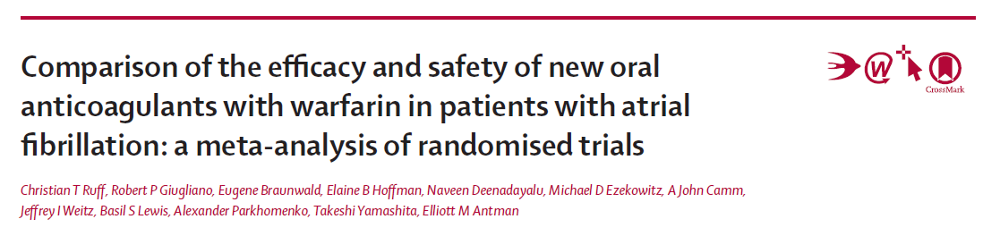 Comparison of the efficacy and safety of new oral
anticoagulants with warfarin in patients with atrial
fibrillation: a meta-analysis of randomised trials
W
CrossMark
Christian T Ruff, Robert P Giugliano, Eugene Braunwald, Elaine B Hoffman, Naveen Deenadayalu, Michael D Ezekowitz, A John Camm,
Jeffrey I Weitz, Basil S Lewis, Alexander Parkhomenko, Takeshi Yamashita, Elliott M Antman